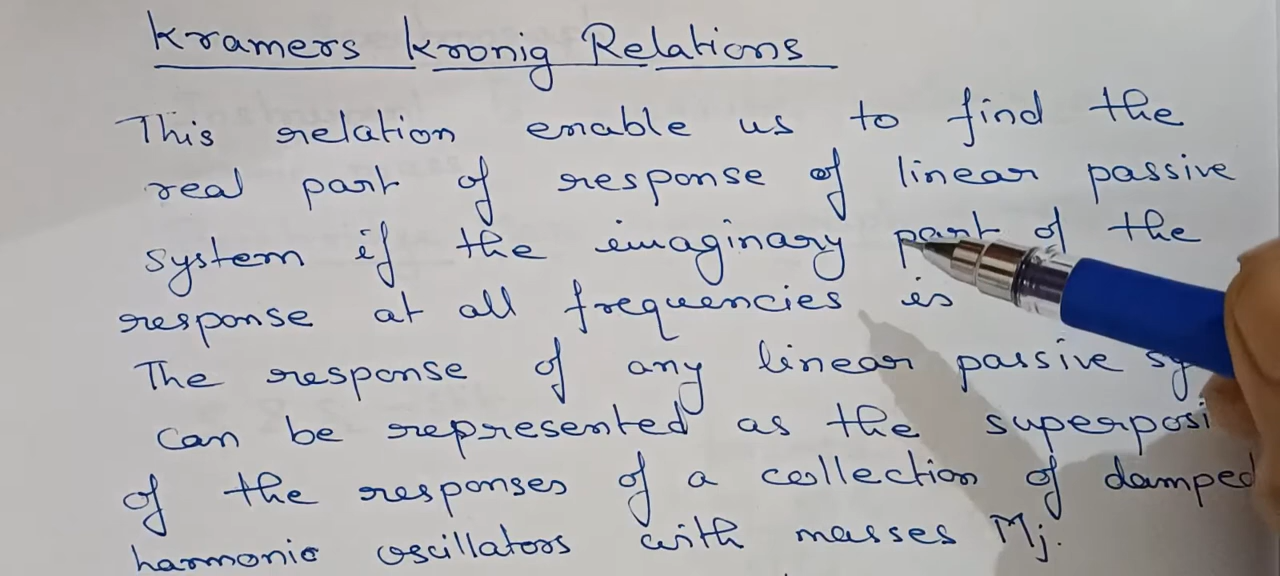 Kramers Kronig Relations
This relation enable us to find the
real part of response of linear passive
system if the imaginary part of the
response at all frequencies is
The response of any linear passive
can be represented as the
of the responses of a collection of damped
harmonic oscillators with masses Mj.